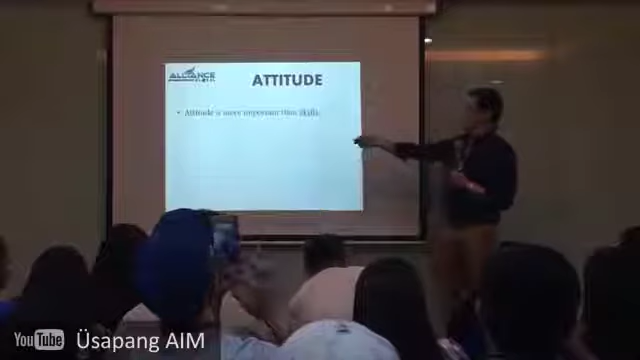 ALLIANCE
ATTITUDE
• Attitude is more important than Skills.
YouTube Üsapang AIM